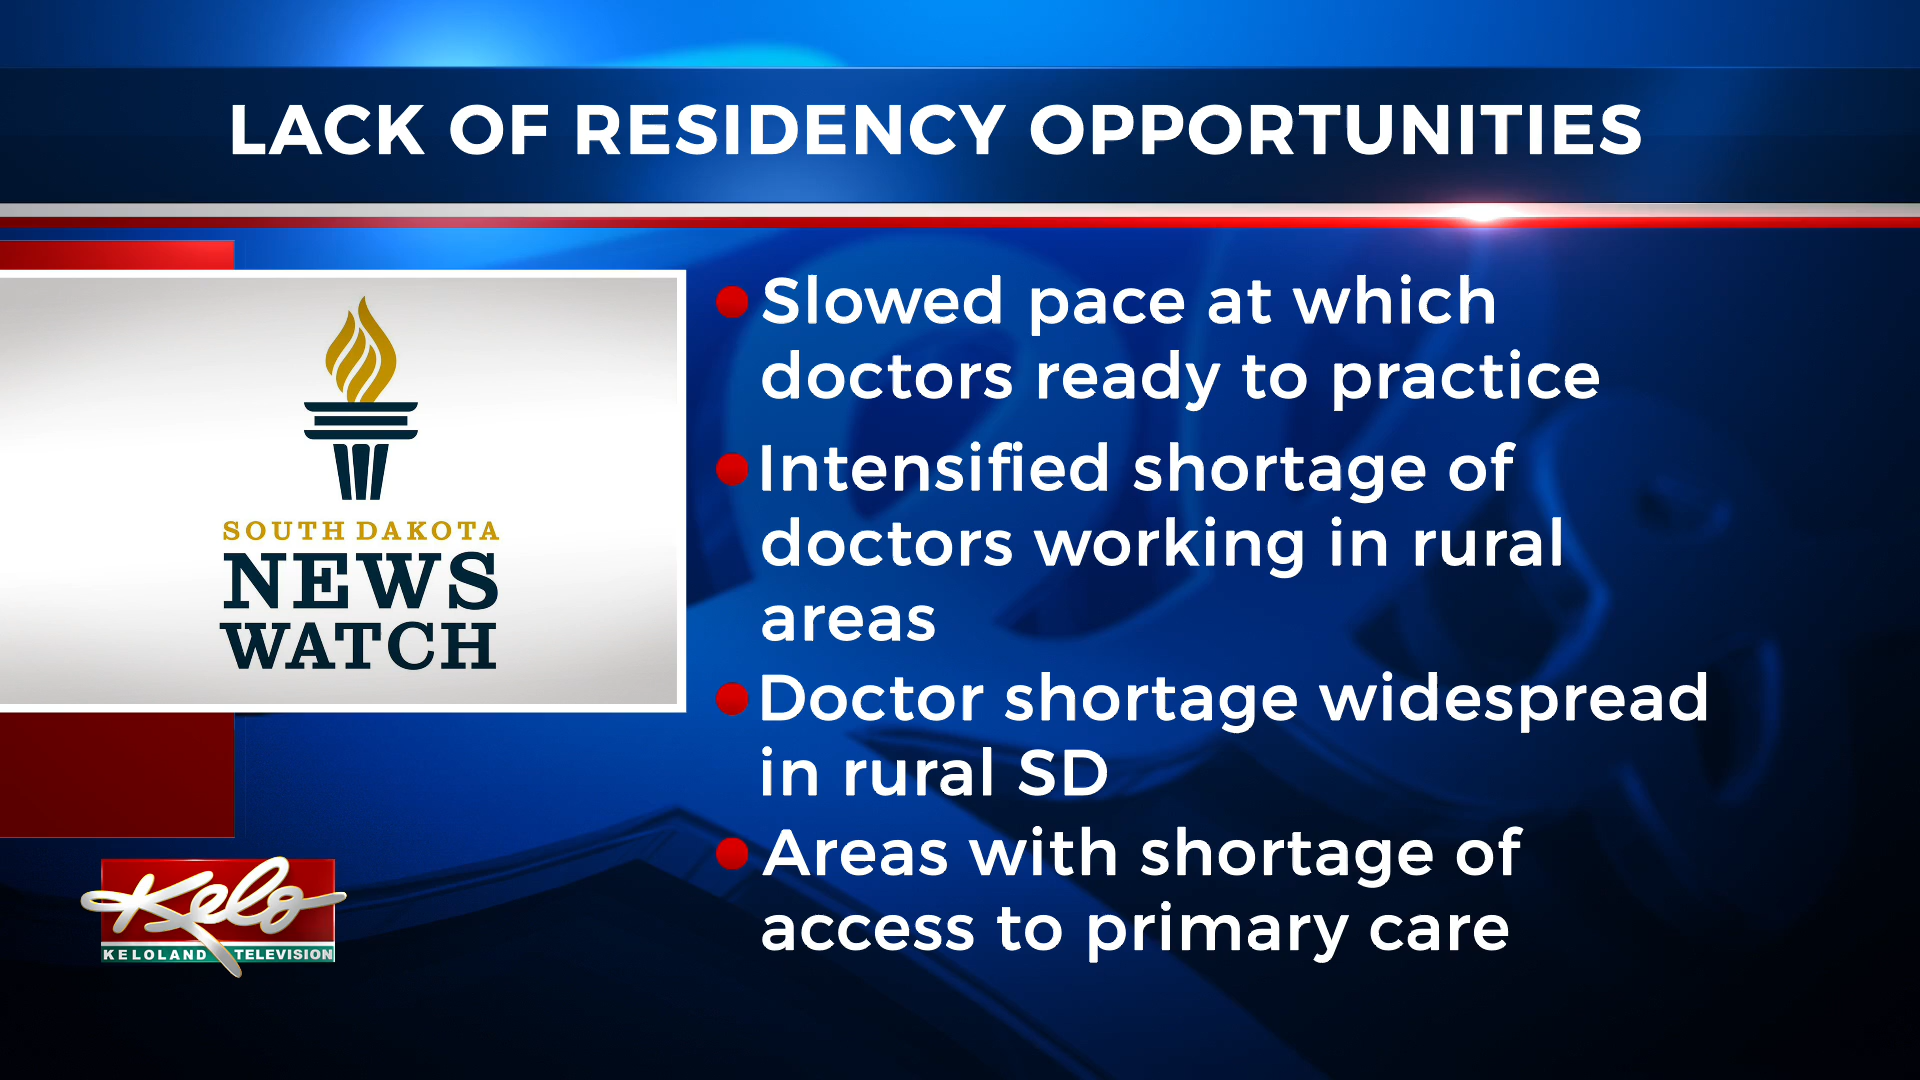 LACK OF RESIDENCY OPPORTUNITIES
SOUTH DAKOTA
NEWS
WATCH
Slowed pace at which
doctors ready to practice
Intensified shortage of
doctors working in rural
areas
Doctor shortage widespread
in rural SD
Areas with shortage of
access to primary care
Kelo
KELOLAND TELEVISION